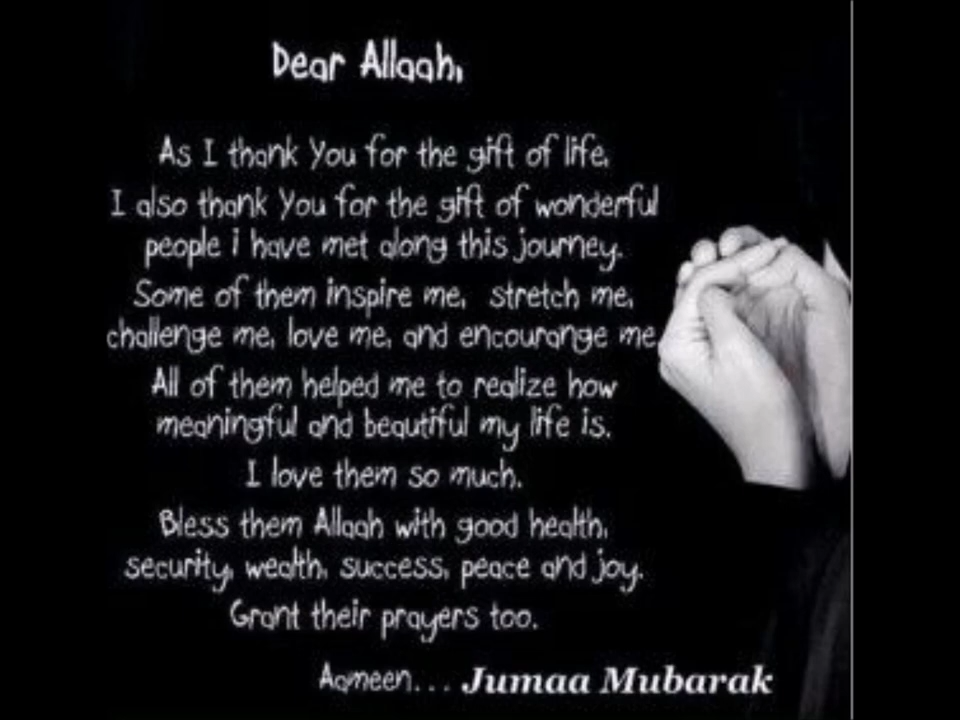 Dear Allaah,
As I thank You for the gift of life,
I also thank You for the gift of wonderful
people i have met along this journey.
Some of them inspire me, stretch me,
challenge me, love me, and encourange me,
All of them helped me to realize how
meaningful and beautiful my life is.
I love them so much.
Bless them Allaah with good health,
security, wealth, success, peace and joy.
Grant their prayers too.
Aameen... Jumaa Mubarak